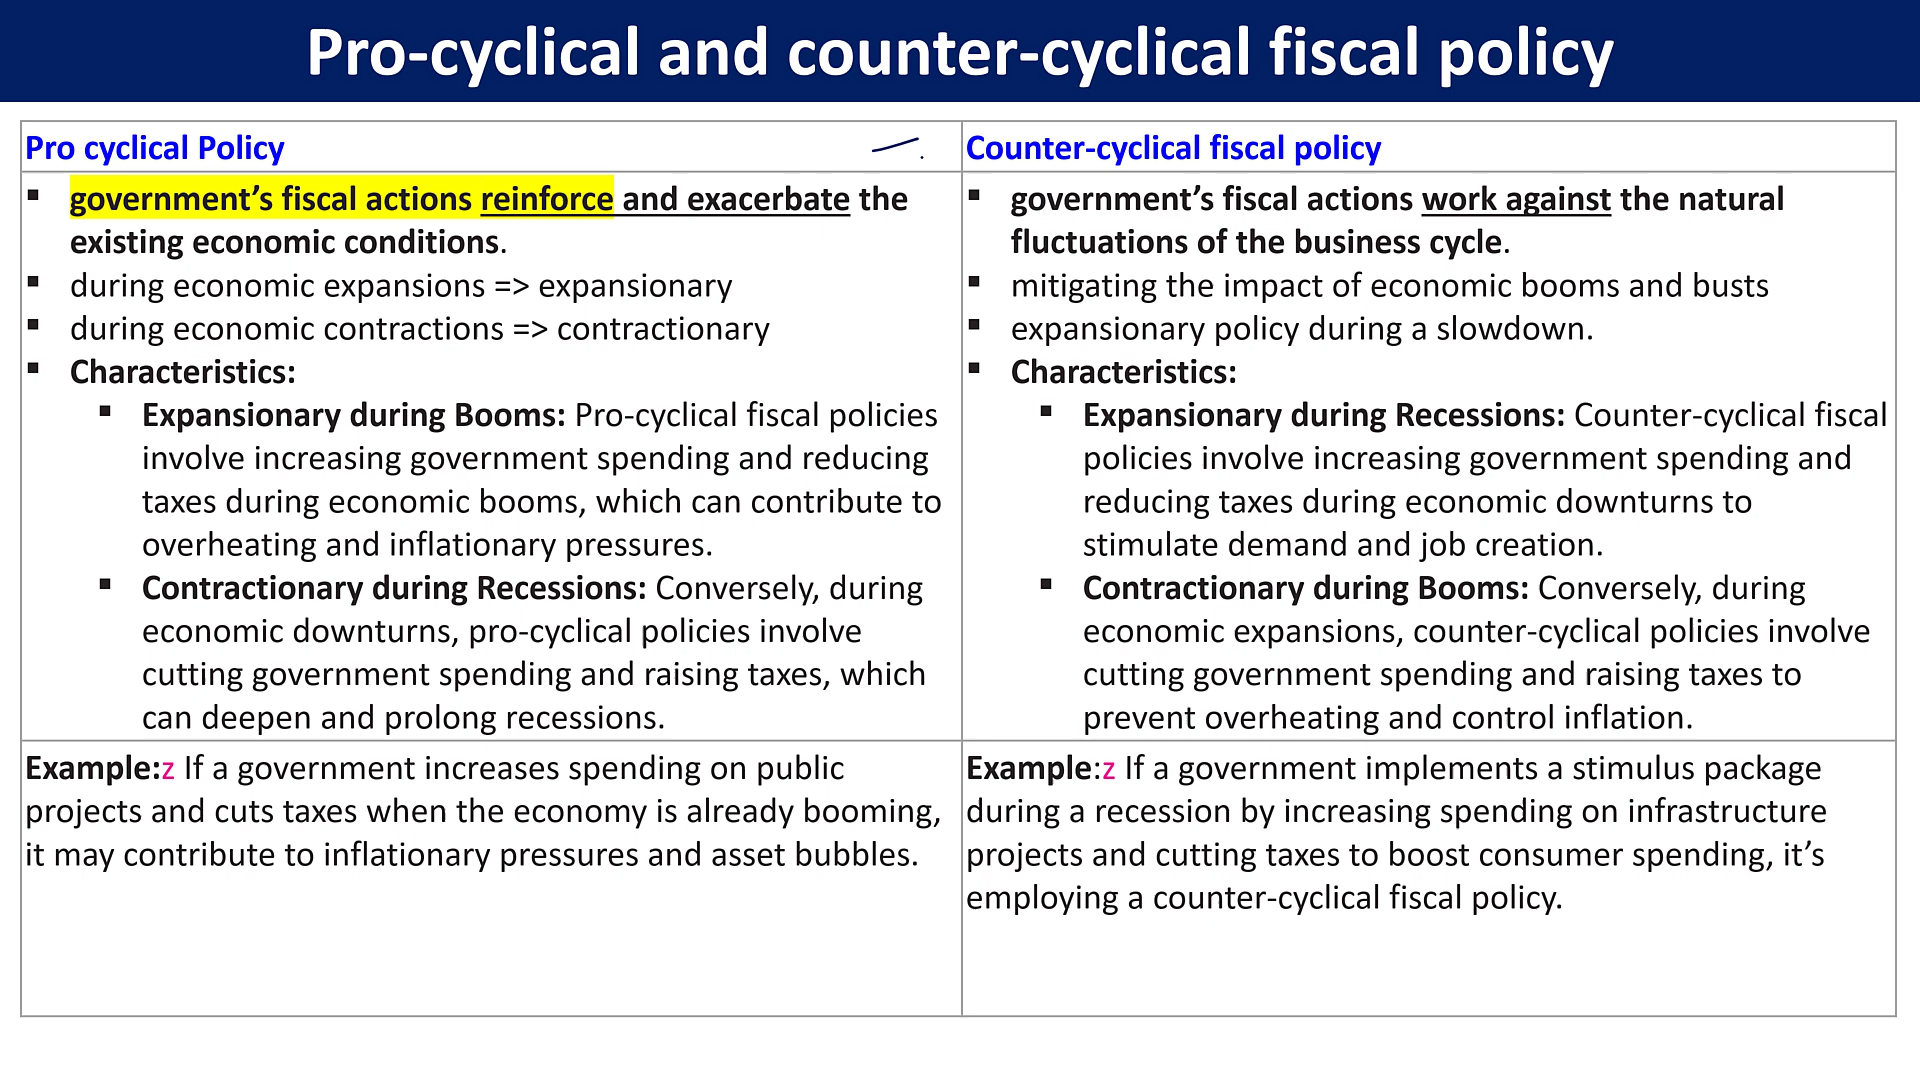 Pro-cyclical and counter-cyclical fiscal policy
Pro cyclical Policy
▪ government’s fiscal actions reinforce and exacerbate the
existing economic conditions.
▪ during economic expansions => expansionary
▪ during economic contractions => contractionary
▪ Characteristics:
▪ Expansionary during Booms: Pro-cyclical fiscal policies
involve increasing government spending and reducing
taxes during economic booms, which can contribute to
overheating and inflationary pressures.
▪ Contractionary during Recessions: Conversely, during
economic downturns, pro-cyclical policies involve
cutting government spending and raising taxes, which
can deepen and prolong recessions.
Example:z If a government increases spending on public
projects and cuts taxes when the economy is already booming,
it may contribute to inflationary pressures and asset bubbles.
Counter-cyclical fiscal policy
▪ government’s fiscal actions work against the natural
fluctuations of the business cycle.
▪ mitigating the impact of economic booms and busts
▪ expansionary policy during a slowdown.
▪ Characteristics:
▪ Expansionary during Recessions: Counter-cyclical fiscal
policies involve increasing government spending and
reducing taxes during economic downturns to
stimulate demand and job creation.
▪ Contractionary during Booms: Conversely, during
economic expansions, counter-cyclical policies involve
cutting government spending and raising taxes to
prevent overheating and control inflation.
Example:z If a government implements a stimulus package
during a recession by increasing spending on infrastructure
projects and cutting taxes to boost consumer spending, it’s
employing a counter-cyclical fiscal policy.